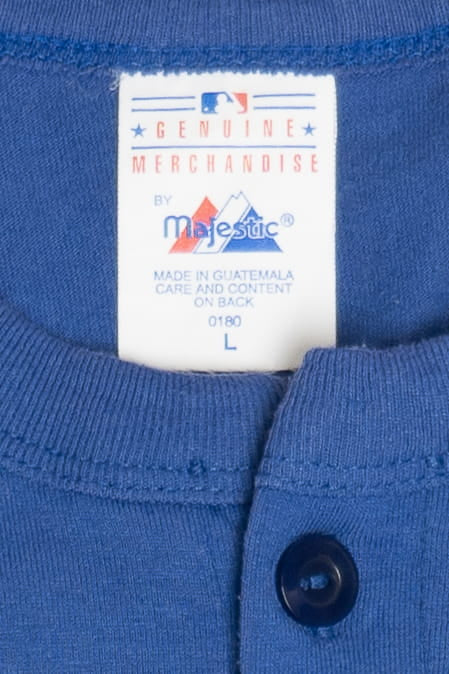 GENUINE
MERCHANDISE
BY
Majestic®
MADE IN GUATEMALA
CARE AND CONTENT
ON BACK
0180
L